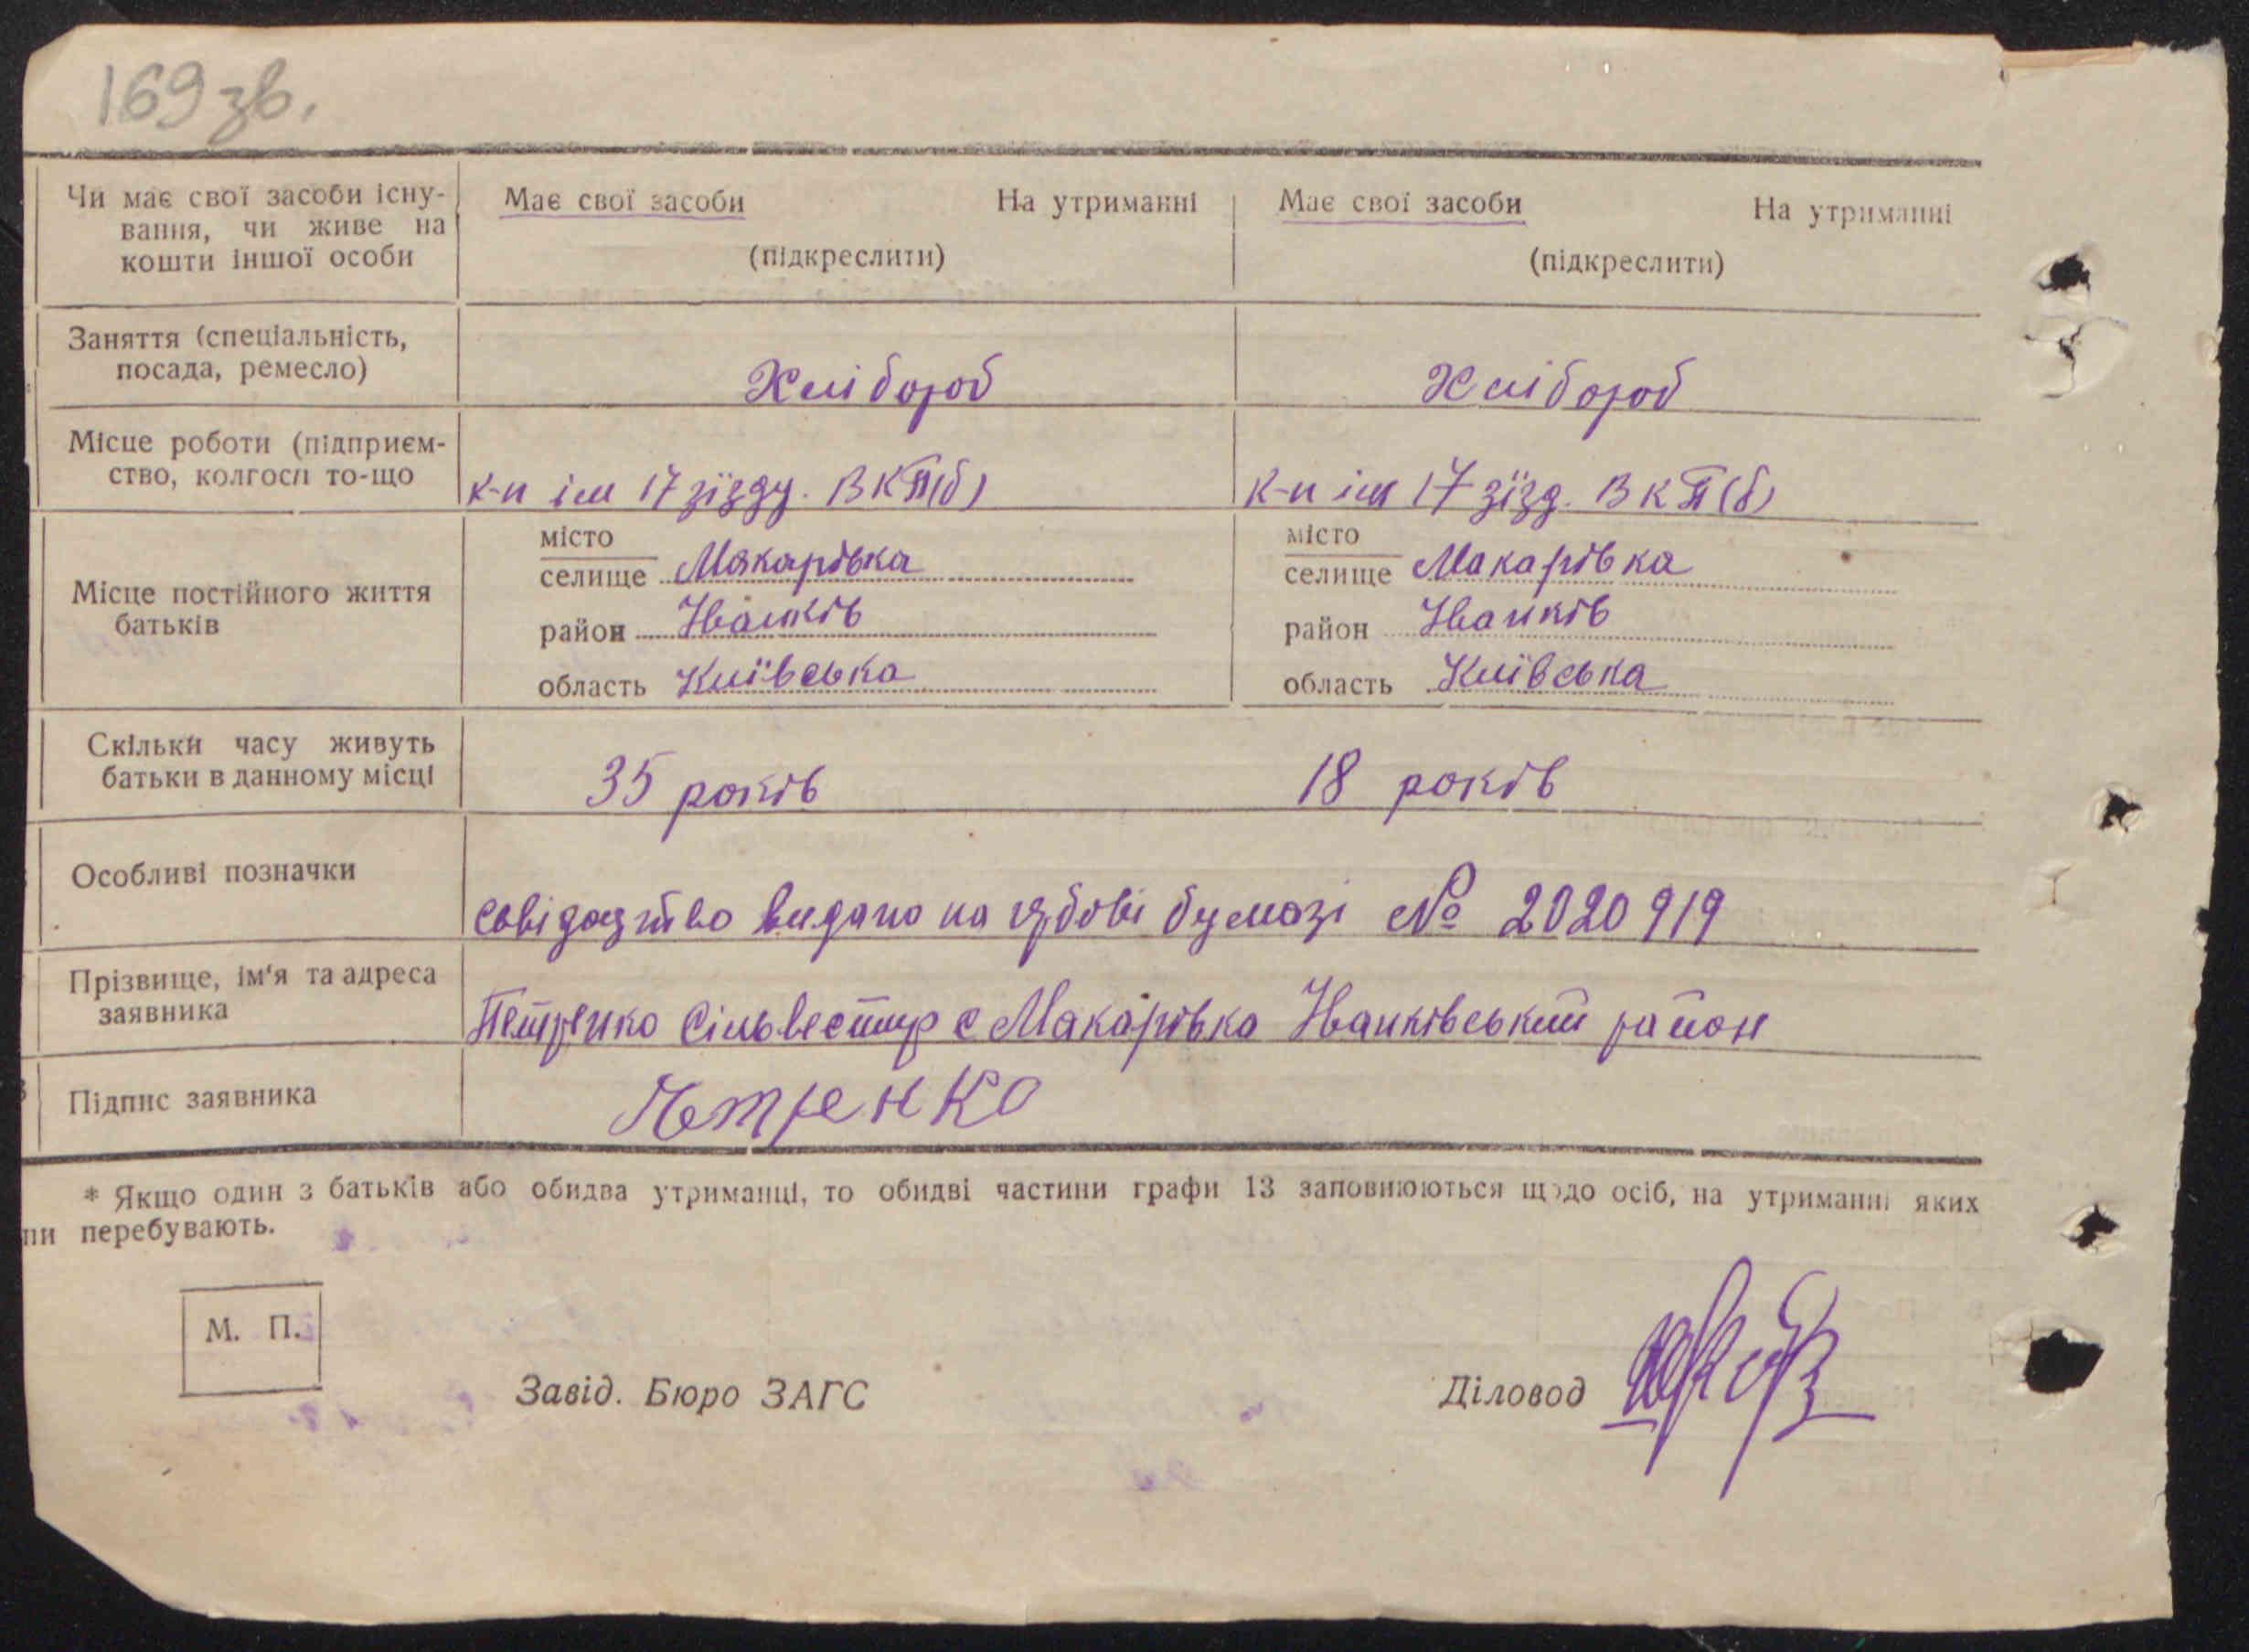 169 зв.
Чи має свої засоби існу- Має свої засоби На утриманні Має свої засоби На утриманні
вання, чи живе на
кошти іншої особи (підкреслити) (підкреслити)
Заняття (спеціальність,
посада, ремесло) Хлібороб Хлібороб
Місце роботи (підприєм-
ство, колгосп то-що к-п ім 17 зїзду. ВКП(б) к-п ім 17 зїзд. ВКП(б)
місто місто
селище Макарівка селище Макарівка
Місце постійного життя
батьків район Іванків район Іванків
область Київська область Київська
Скільки часу живуть
батьки в данному місці 35 років 18 років
Особливі позначки
видано на бумазі № 2020919
Прізвище, ім'я та адреса
заявника Петренко Сільвестир с Макарівка Іванківський район
Підпис заявника Петренко
* Якщо один з батьків або обидва утриманці, то обидві частини графи 13 заповнюються щодо осіб, на утриманні яких
ни перебувають.
М. П.
Завід. Бюро ЗАГС Діловод